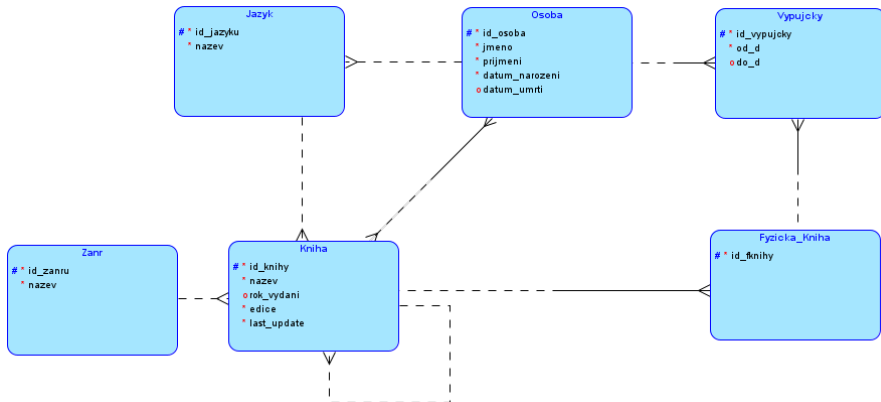 Jazyk
# * id_jazyku
* nazev
Osoba
# * id_osoba
* jmeno
* prijmeni
* datum_narozeni
o datum_umrti
Vypujcky
# * id_vypujcky
* od_d
o do_d
Zanr
# * id_zanru
* nazev
Kniha
# * id_knihy
* nazev
o rok_vydani
* edice
* last_update
Fyzicka_Kniha
# * id_fknihy